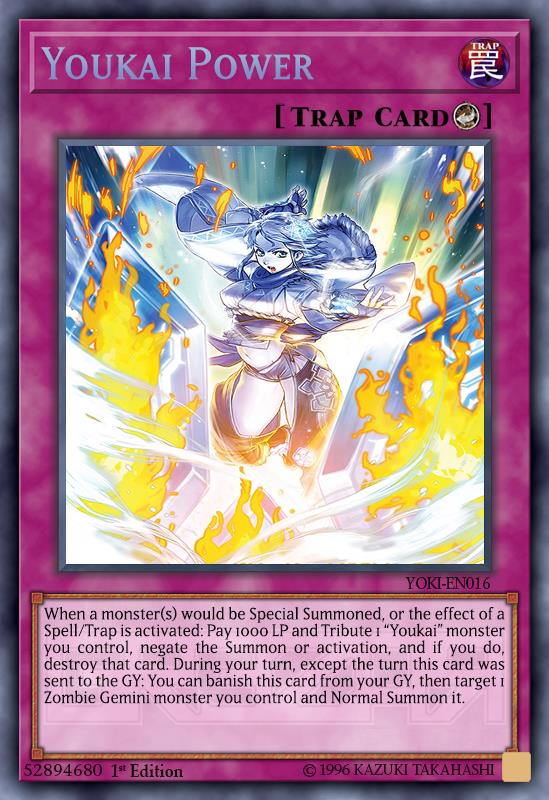 Youkai Power
TRAP
罠
[ Trap Card ]
YOKI-EN016
When a monster(s) would be Special Summoned, or the effect of a
Spell/Trap is activated: Pay 1000 LP and Tribute 1 “Youkai” monster
you control, negate the Summon or activation, and if you do,
destroy that card. During your turn, except the turn this card was
sent to the GY: You can banish this card from your GY, then target 1
Zombie Gemini monster you control and Normal Summon it.
52894680 1st Edition
© 1996 KAZUKI TAKAHASHI